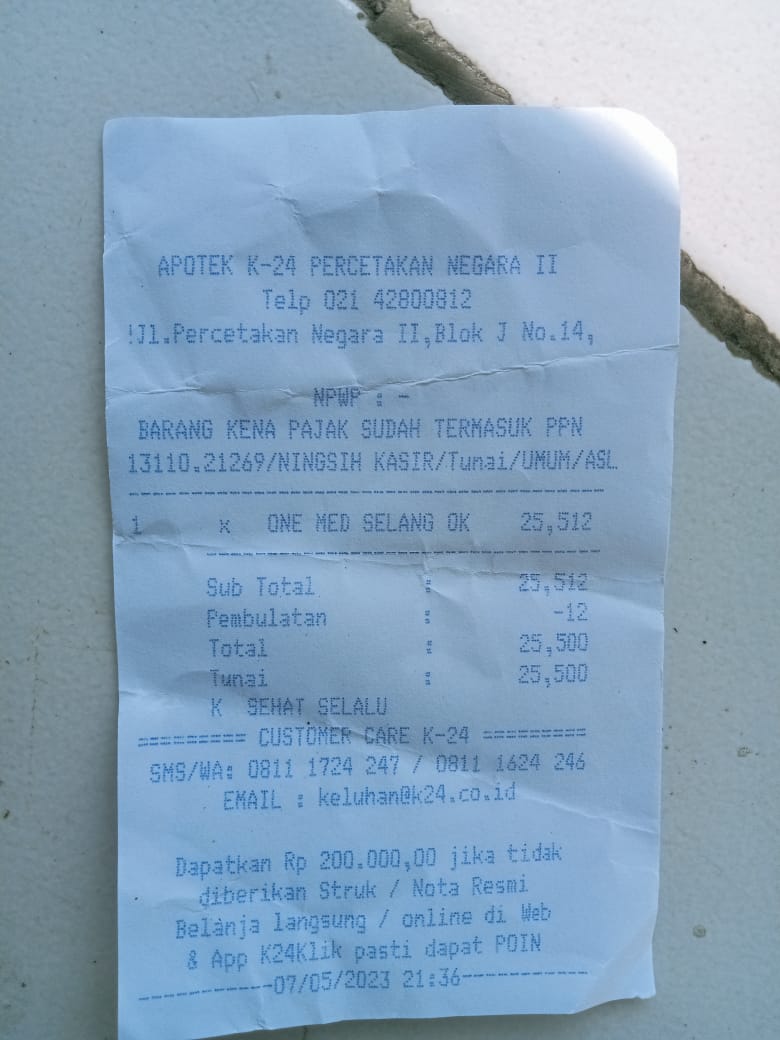 APOTEK K-24 PERCETAKAN NEGARA II
Telp 021 42800812
!Jl.Percetakan Negara II,Blok J No.14,
NPWP : -
BARANG KENA PAJAK SUDAH TERMASUK PPN
13110.21269/NINGSIH KASIR/Tunai/UMUM/ASL
--------------------------------------------
1 x ONE MED SELANG OK 25,512
--------------------------------------
Sub Total : 25,512
Pembulatan : -12
Total : 25,500
Tunai : 25,500
K SEHAT SELALU
========= CUSTOMER CARE K-24 =========
SMS/WA: 0811 1724 247 / 0811 1624 246
EMAIL : keluhan@k24.co.id
Dapatkan Rp 200.000,00 jika tidak
diberikan Struk / Nota Resmi
Belanja langsung / online di Web
& App K24Klik pasti dapat POIN
------------07/05/2023 21:36------------